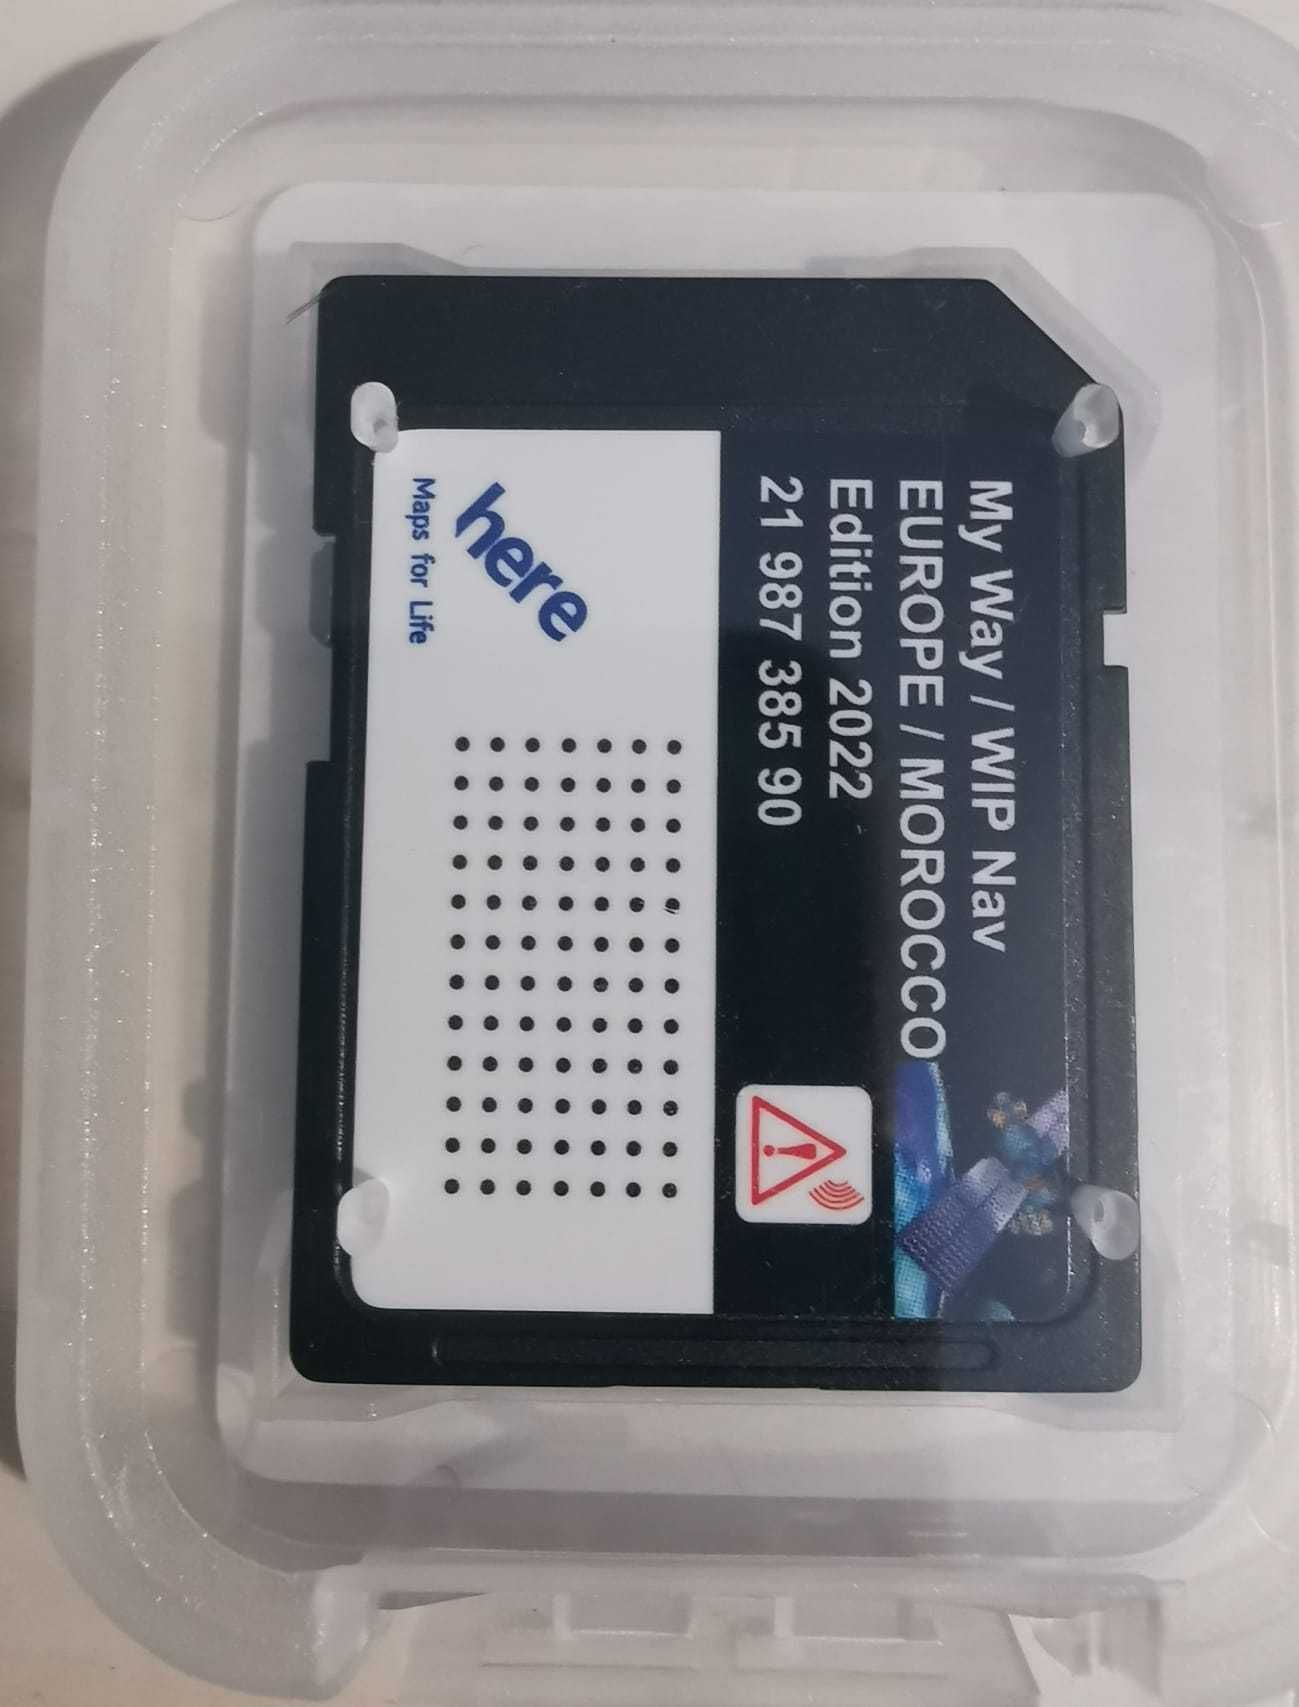 My Way / WIP Nav
EUROPE / MOROCCO
Edition 2022
21 987 385 90
here
Maps for Life